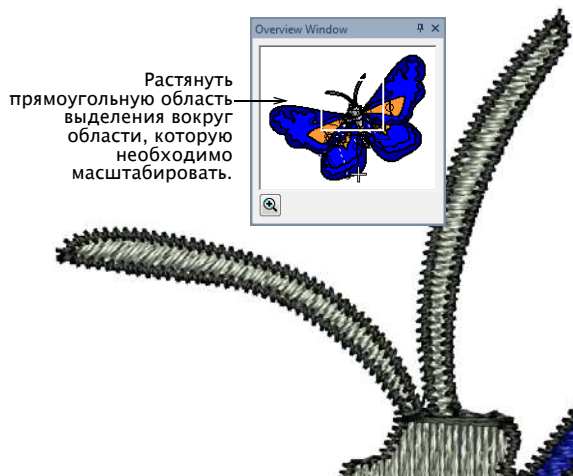 Overview Window
Растянуть
прямоугольную область
выделения вокруг
области, которую
необходимо
масштабировать.